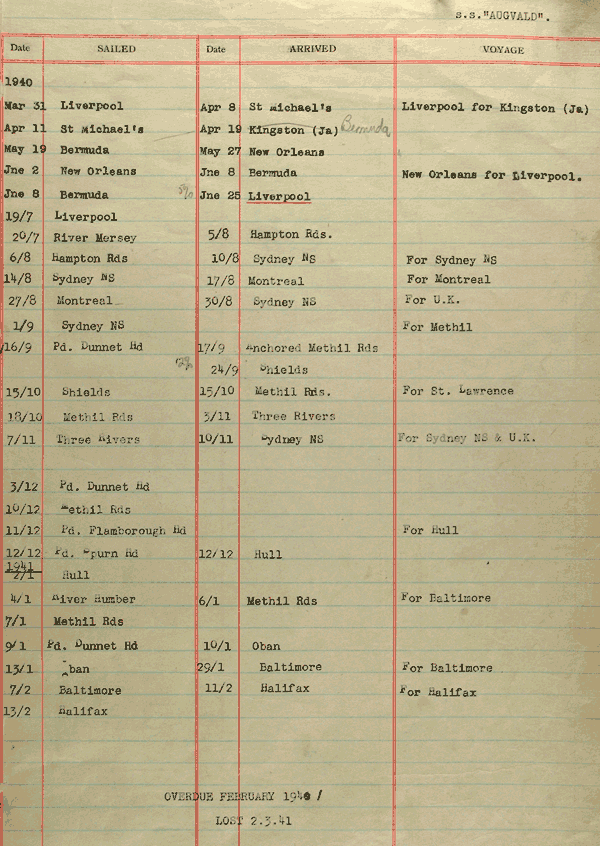 s.s."AUGVALD".
Date SAILED Date ARRIVED VOYAGE
1940
Mar 31 Liverpool Apr 8 St Michael's Liverpool for Kingston (Ja)
Apr 11 St Michael's Apr 19 Kingston (Ja) Bermuda
May 19 Bermuda May 27 New Orleans
Jne 2 New Orleans Jne 8 Bermuda New Orleans for Liverpool.
Jne 8 Bermuda Jne 25 Liverpool
19/7 Liverpool
20/7 River Mersey 5/8 Hampton Rds.
6/8 Hampton Rds 10/8 Sydney NS For Sydney NS
14/8 Sydney NS 17/8 Montreal For Montreal
27/8 Montreal 30/8 Sydney NS For U.K.
1/9 Sydney NS For Methil
16/9 Pd. Dunnet Hd 17/9 Anchored Methil Rds
24/9 Shields
15/10 Shields 15/10 Methil Rds. For St. Lawrence
18/10 Methil Rds 3/11 Three Rivers
7/11 Three Rivers 10/11 Sydney NS For Sydney NS & U.K.
3/12 Pd. Dunnet Hd
10/12 Methil Rds
11/12 Pd. Flamborough Hd For Hull
12/12 Pd. Spurn Hd 12/12 Hull
1941
2/1 Hull
4/1 River Humber 6/1 Methil Rds For Baltimore
7/1 Methil Rds
9/1 Pd. Dunnet Hd 10/1 Oban
13/1 Oban 29/1 Baltimore For Baltimore
7/2 Baltimore 11/2 Halifax For Halifax
13/2 Halifax
OVERDUE FEBRUARY 1941
LOST 2.3.41